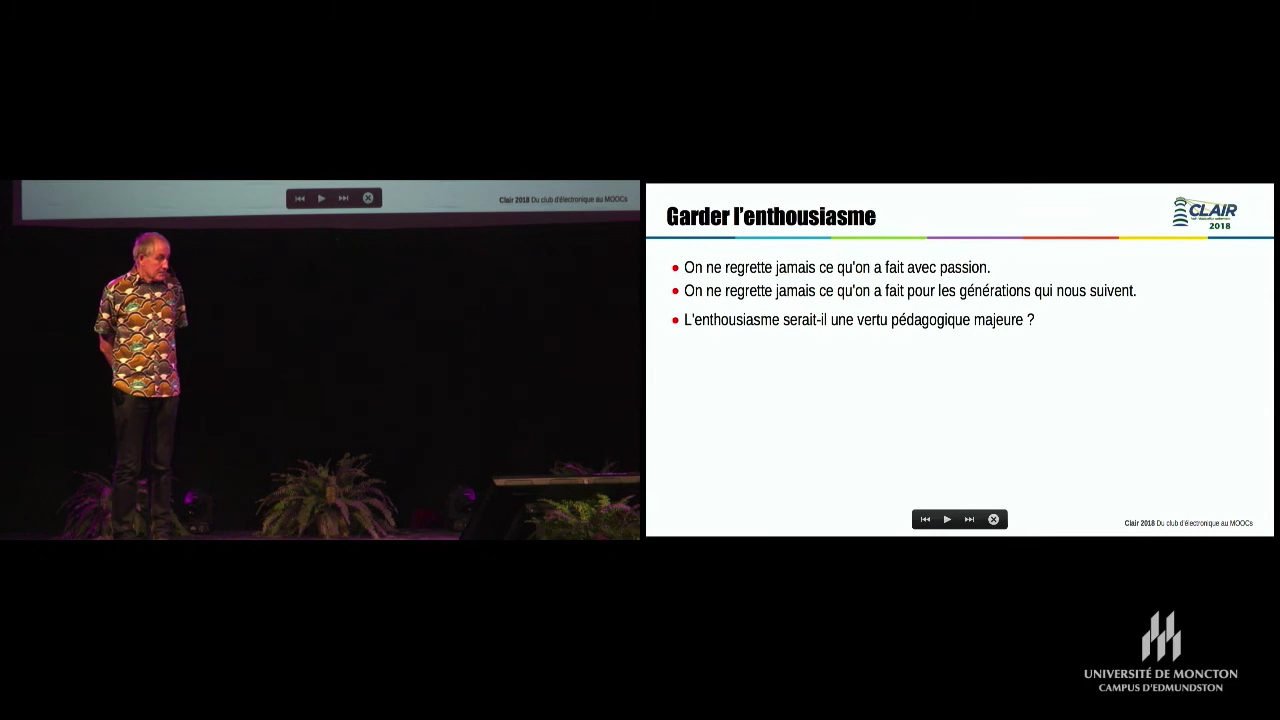 Clair 2018 Du club d'électronique au MOOCs
Garder l'enthousiasme
CLAIR
2018
• On ne regrette jamais ce qu'on a fait avec passion.
• On ne regrette jamais ce qu'on a fait pour les générations qui nous suivent.
• L'enthousiasme serait-il une vertu pédagogique majeure ?
Clair 2018 Du club d'électronique au MOOCs
UNIVERSITÉ DE MONCTON
CAMPUS D'EDMUNDSTON